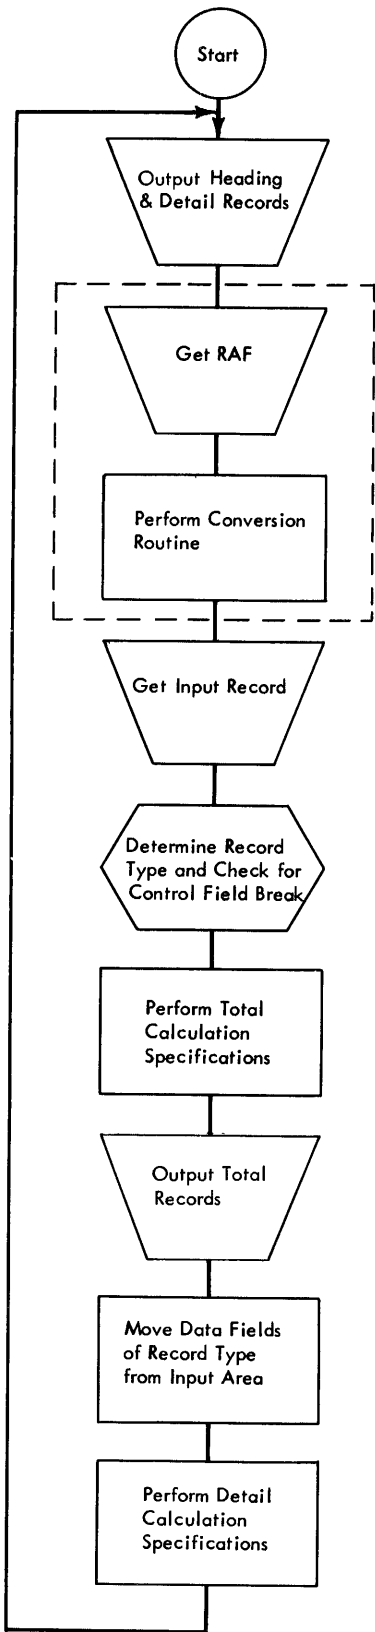 Start
Output Heading
& Detail Records
Get RAF
Perform Conversion
Routine
Get Input Record
Determine Record
Type and Check for
Control Field Break
Perform Total
Calculation
Specifications
Output Total
Records
Move Data Fields
of Record Type
from Input Area
Perform Detail
Calculation
Specifications